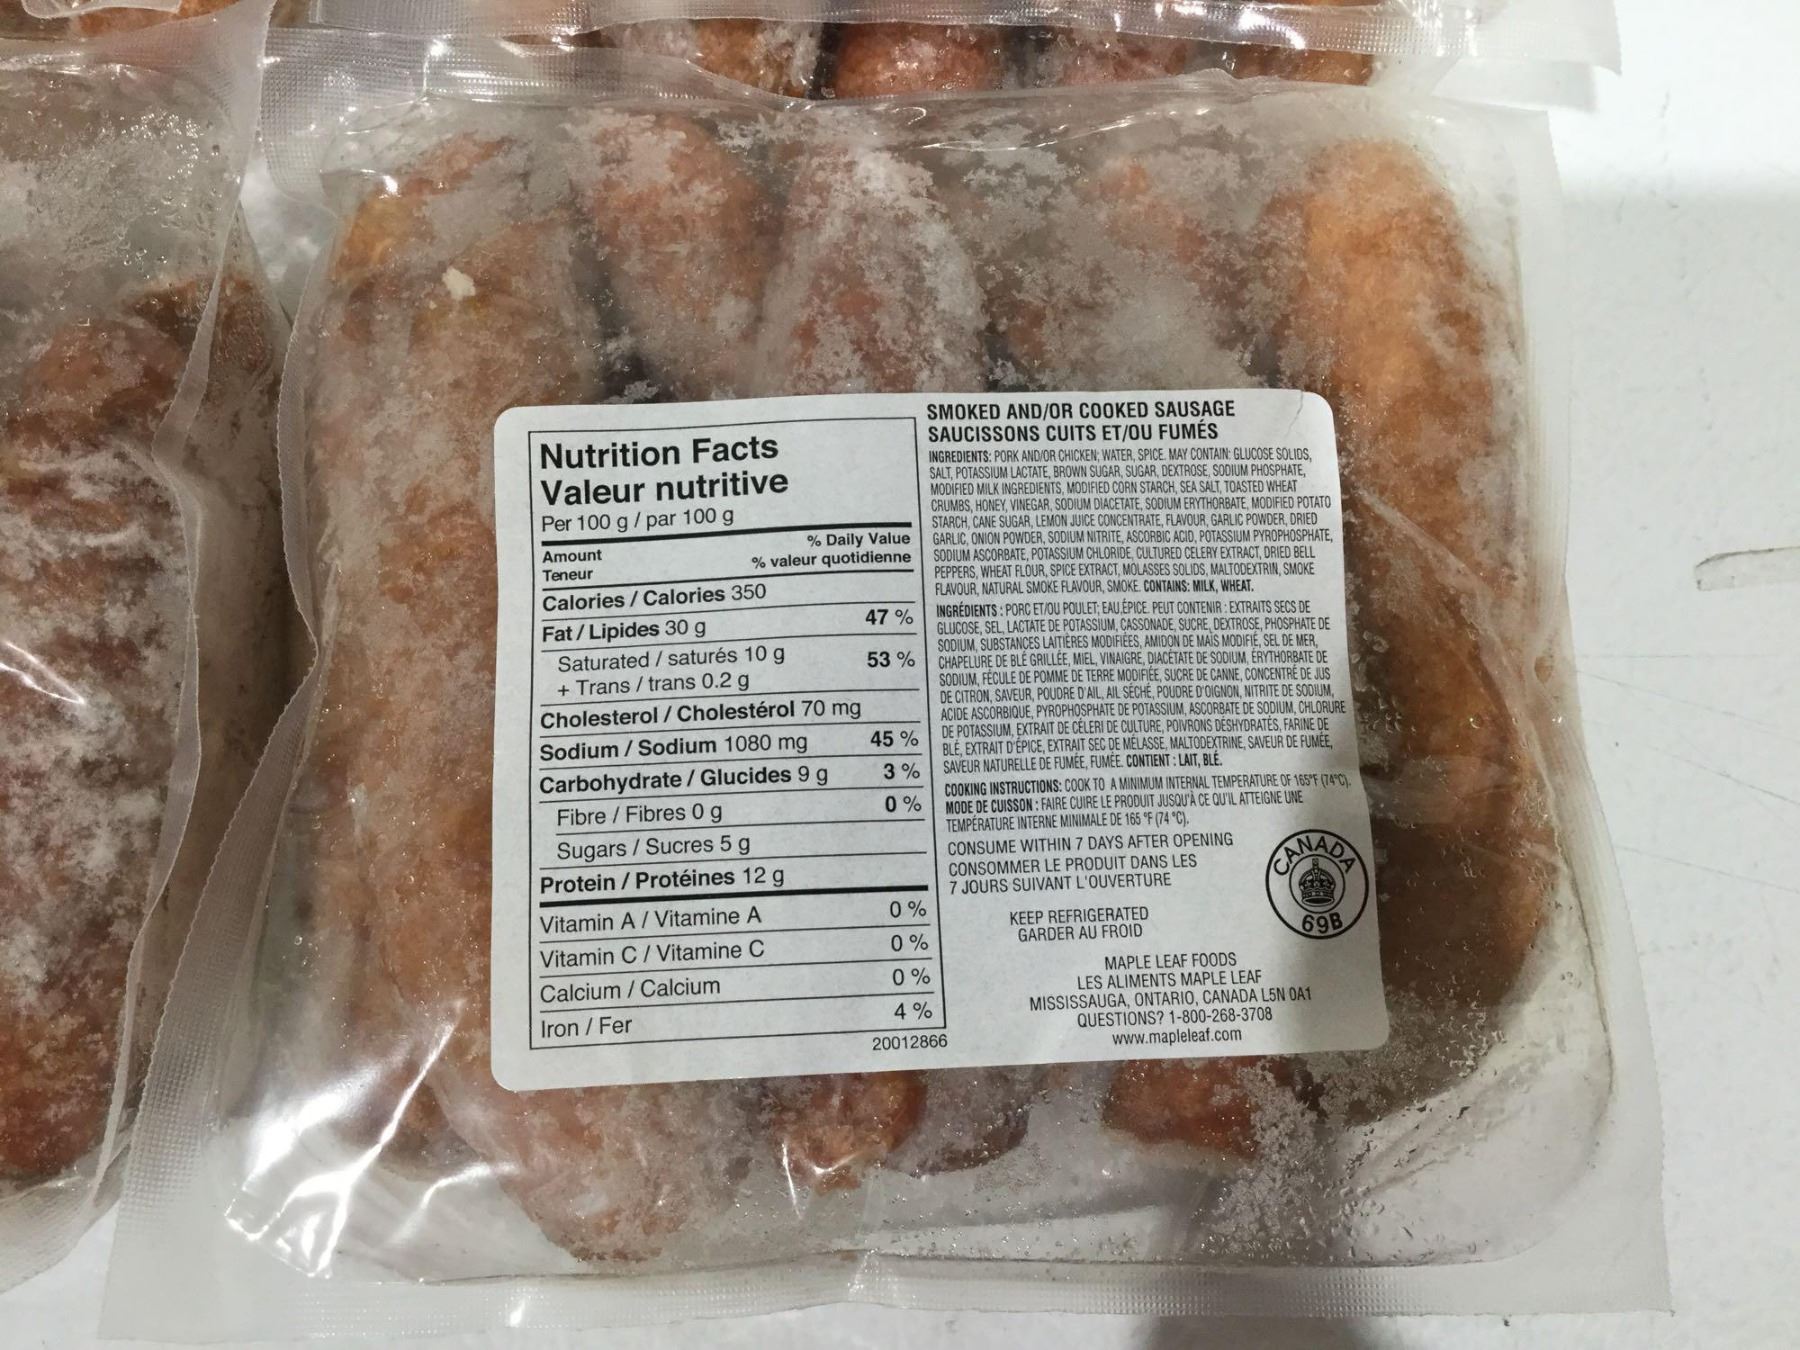 Nutrition Facts
Valeur nutritive
Per 100 g / par 100 g
Amount
Teneur
% Daily Value
% valeur quotidienne
Calories / Calories 350
Fat / Lipides 30 g 47 %
Saturated / saturés 10 g
+ Trans / trans 0.2 g 53 %
Cholesterol / Cholestérol 70 mg
Sodium / Sodium 1080 mg 45 %
Carbohydrate / Glucides 9 g 3 %
Fibre / Fibres 0 g 0 %
Sugars / Sucres 5 g
Protein / Protéines 12 g
Vitamin A / Vitamine A 0 %
Vitamin C / Vitamine C 0 %
Calcium / Calcium 0 %
Iron / Fer 4 %
20012866
SMOKED AND/OR COOKED SAUSAGE
SAUCISSONS CUITS ET/OU FUMÉS
INGREDIENTS: PORK AND/OR CHICKEN; WATER, SPICE. MAY CONTAIN: GLUCOSE SOLIDS,
SALT, POTASSIUM LACTATE, BROWN SUGAR, SUGAR, DEXTROSE, SODIUM PHOSPHATE,
MODIFIED MILK INGREDIENTS, MODIFIED CORN STARCH, SEA SALT, TOASTED WHEAT
CRUMBS, HONEY, VINEGAR, SODIUM DIACETATE, SODIUM ERYTHORBATE, MODIFIED POTATO
STARCH, CANE SUGAR, LEMON JUICE CONCENTRATE, FLAVOUR, GARLIC POWDER, DRIED
GARLIC, ONION POWDER, SODIUM NITRITE, ASCORBIC ACID, POTASSIUM PYROPHOSPHATE,
SODIUM ASCORBATE, POTASSIUM CHLORIDE, CULTURED CELERY EXTRACT, DRIED BELL
PEPPERS, WHEAT FLOUR, SPICE EXTRACT, MOLASSES SOLIDS, MALTODEXTRIN, SMOKE
FLAVOUR, NATURAL SMOKE FLAVOUR, SMOKE. CONTAINS: MILK, WHEAT.
INGRÉDIENTS : PORC ET/OU POULET; EAU,ÉPICE. PEUT CONTENIR : EXTRAITS SECS DE
GLUCOSE, SEL, LACTATE DE POTASSIUM, CASSONADE, SUCRE, DEXTROSE, PHOSPHATE DE
SODIUM, SUBSTANCES LAITIÈRES MODIFIÉES, AMIDON DE MAÏS MODIFIÉ, SEL DE MER,
CHAPELURE DE BLÉ GRILLÉE, MIEL, VINAIGRE, DIACÉTATE DE SODIUM, ÉRYTHORBATE DE
SODIUM, FÉCULE DE POMME DE TERRE MODIFIÉE, SUCRE DE CANNE, CONCENTRÉ DE JUS
DE CITRON, SAVEUR, POUDRE D'AIL, AIL SÉCHÉ, POUDRE D'OIGNON, NITRITE DE SODIUM,
ACIDE ASCORBIQUE, PYROPHOSPHATE DE POTASSIUM, ASCORBATE DE SODIUM, CHLORURE
DE POTASSIUM, EXTRAIT DE CÉLERI DE CULTURE, POIVRONS DÉSHYDRATÉS, FARINE DE
BLÉ, EXTRAIT D'ÉPICE, EXTRAIT SEC DE MÉLASSE, MALTODEXTRINE, SAVEUR DE FUMÉE,
SAVEUR NATURELLE DE FUMÉE, FUMÉE. CONTIENT : LAIT, BLÉ.
COOKING INSTRUCTIONS: COOK TO A MINIMUM INTERNAL TEMPERATURE OF 165°F (74°C).
MODE DE CUISSON : FAIRE CUIRE LE PRODUIT JUSQU'À CE QU'IL ATTEIGNE UNE
TEMPÉRATURE INTERNE MINIMALE DE 165 °F (74 °C).
CONSUME WITHIN 7 DAYS AFTER OPENING
CONSOMMER LE PRODUIT DANS LES
7 JOURS SUIVANT L'OUVERTURE
KEEP REFRIGERATED
GARDER AU FROID
CANADA
69B
MAPLE LEAF FOODS
LES ALIMENTS MAPLE LEAF
MISSISSAUGA, ONTARIO, CANADA L5N 0A1
QUESTIONS? 1-800-268-3708
www.mapleleaf.com